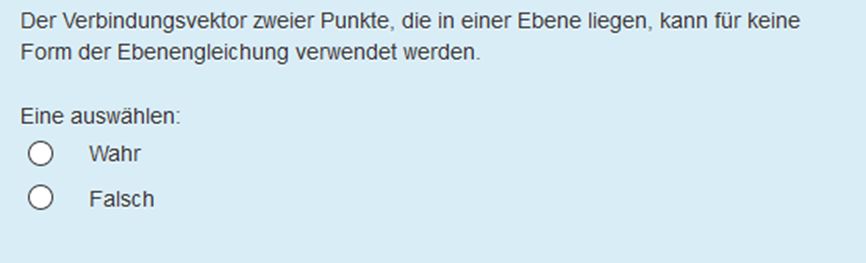 Der Verbindungsvektor zweier Punkte, die in einer Ebene liegen, kann für keine
Form der Ebenengleichung verwendet werden.
Eine auswählen:
Wahr
Falsch